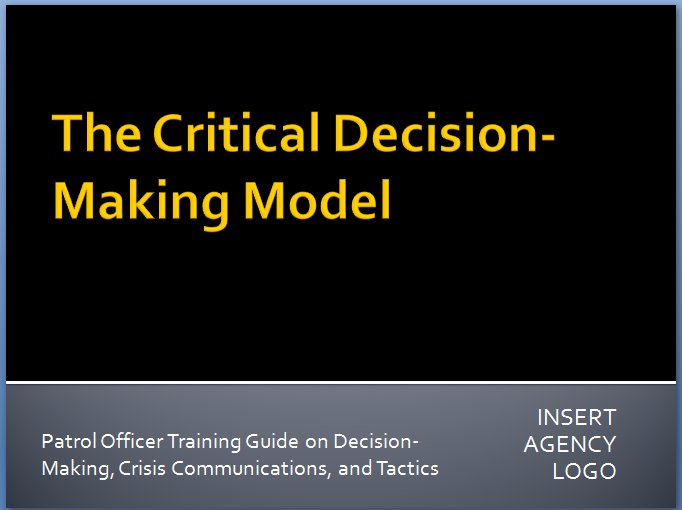 The Critical Decision-
Making Model
Patrol Officer Training Guide on Decision-
Making, Crisis Communications, and Tactics
INSERT
AGENCY
LOGO